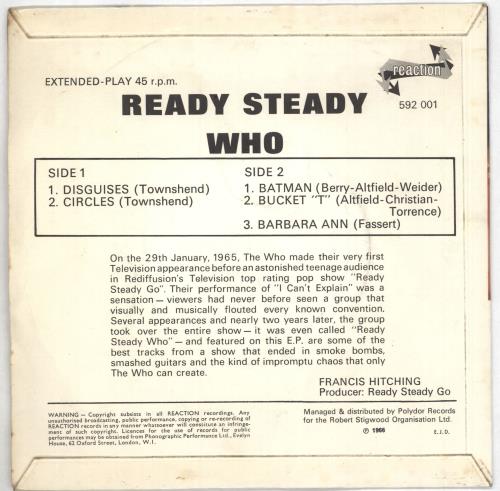 EXTENDED-PLAY 45 r.p.m.
reaction
592 001
READY STEADY
WHO
SIDE 1
1. DISGUISES (Townshend)
2. CIRCLES (Townshend)
SIDE 2
1. BATMAN (Berry-Altfield-Weider)
2. BUCKET "T" (Altfield-Christian-
Torrence)
3. BARBARA ANN (Fassert)
On the 29th January, 1965, The Who made their very first
Television appearance before an astonished teenage audience
in Rediffusion's Television top rating pop show "Ready
Steady Go". Their performance of "I Can't Explain" was a
sensation — viewers had never before seen a group that
visually and musically flouted every known convention.
Several appearances and nearly two years later, the group
took over the entire show — it was even called "Ready
Steady Who" — and featured on this E.P. are some of the
best tracks from a show that ended in smoke bombs,
smashed guitars and the kind of impromptu chaos that only
The Who can create.
FRANCIS HITCHING
Producer: Ready Steady Go
WARNING — Copyright subsists in all REACTION recordings. Any
unauthorised broadcasting, public performance, copying or re-recording of
REACTION records in any manner whatsoever will constitute an infringe-
ment of such copyright. Licences for the use of records for public
performances may be obtained from Phonographic Performance Ltd., Evelyn
House, 62 Oxford Street, London, W.1.
Managed & distributed by Polydor Records
for the Robert Stigwood Organisation Ltd.
℗ 1966
E.J.D.